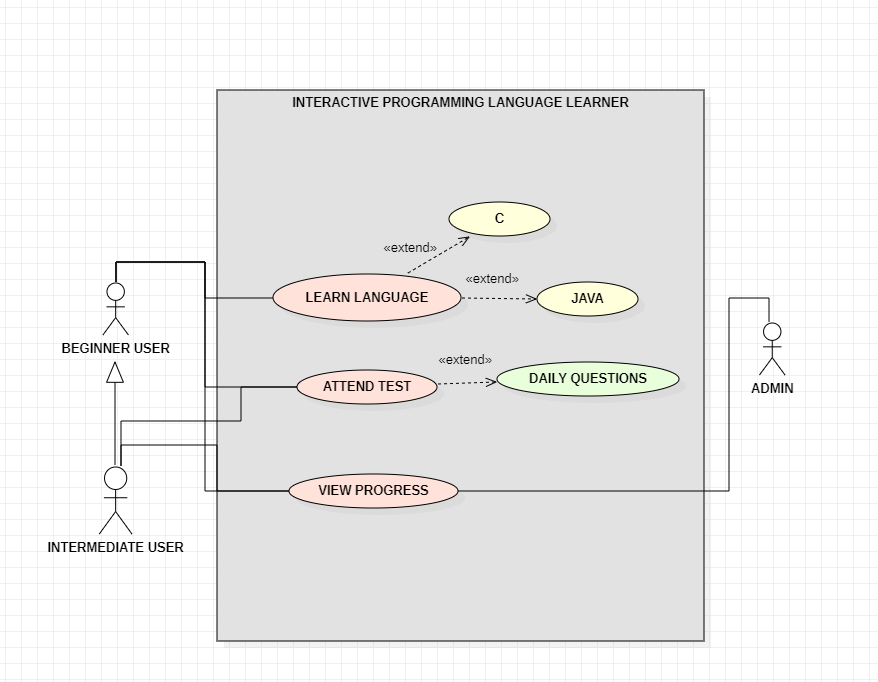 INTERACTIVE PROGRAMMING LANGUAGE LEARNER
C
«extend»
«extend»
LEARN LANGUAGE
JAVA
BEGINNER USER
«extend»
ATTEND TEST
DAILY QUESTIONS
ADMIN
VIEW PROGRESS
INTERMEDIATE USER